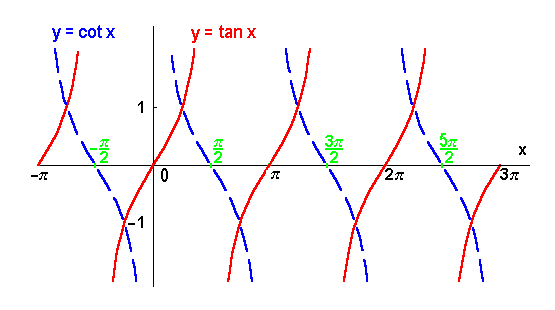 y = cot x y = tan x
1
-π/2 π/2 3π/2 5π/2 x
-π 0 π 2π 3π
-1